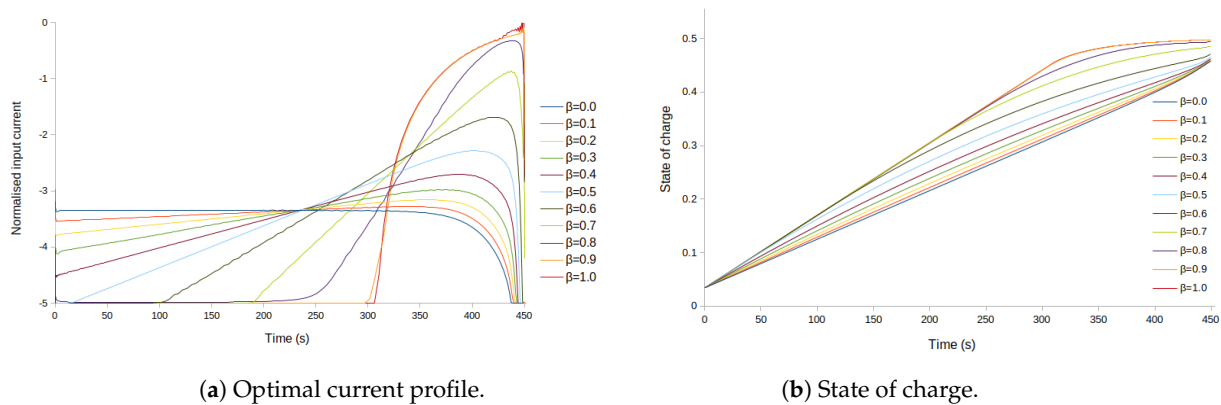 0
-1
-2
-3
-4
-5
Normalised input current
0
50
100
150
200
250
300
350
400
450
Time (s)
β=0.0
β=0.1
β=0.2
β=0.3
β=0.4
β=0.5
β=0.6
β=0.7
β=0.8
β=0.9
β=1.0
(a) Optimal current profile.
0.5
0.4
0.3
0.2
0.1
0
State of charge
0
50
100
150
200
250
300
350
400
450
Time (s)
β=0.0
β=0.1
β=0.2
β=0.3
β=0.4
β=0.5
β=0.6
β=0.7
β=0.8
β=0.9
β=1.0
(b) State of charge.